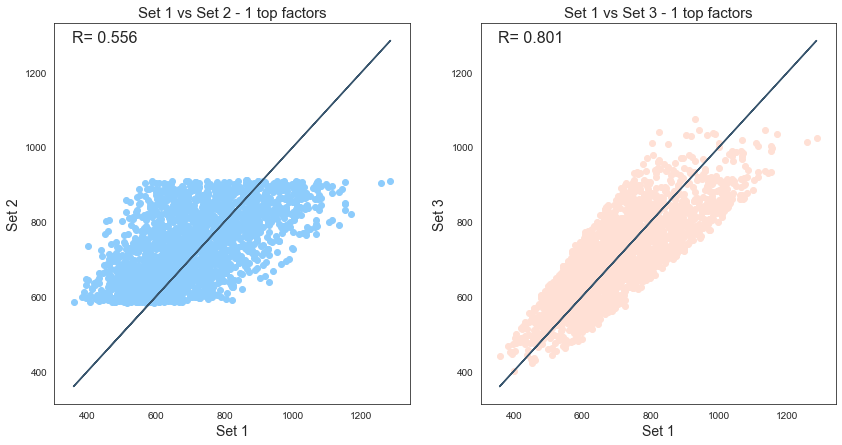 Set 1 vs Set 2 - 1 top factors
R= 0.556
1200
1000
800
600
400
Set 2
400 600 800 1000 1200
Set 1
Set 1 vs Set 3 - 1 top factors
R= 0.801
1200
1000
800
600
400
Set 3
400 600 800 1000 1200
Set 1